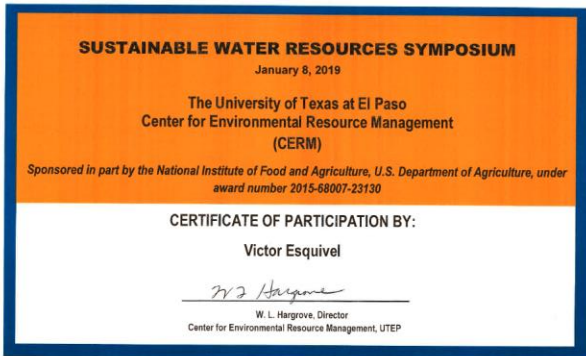 SUSTAINABLE WATER RESOURCES SYMPOSIUM
January 8, 2019
The University of Texas at El Paso
Center for Environmental Resource Management
(CERM)
Sponsored in part by the National Institute of Food and Agriculture, U.S. Department of Agriculture, under
award number 2015-68007-23130
CERTIFICATE OF PARTICIPATION BY:
Victor Esquivel
W L Hargrove
W. L. Hargrove, Director
Center for Environmental Resource Management, UTEP